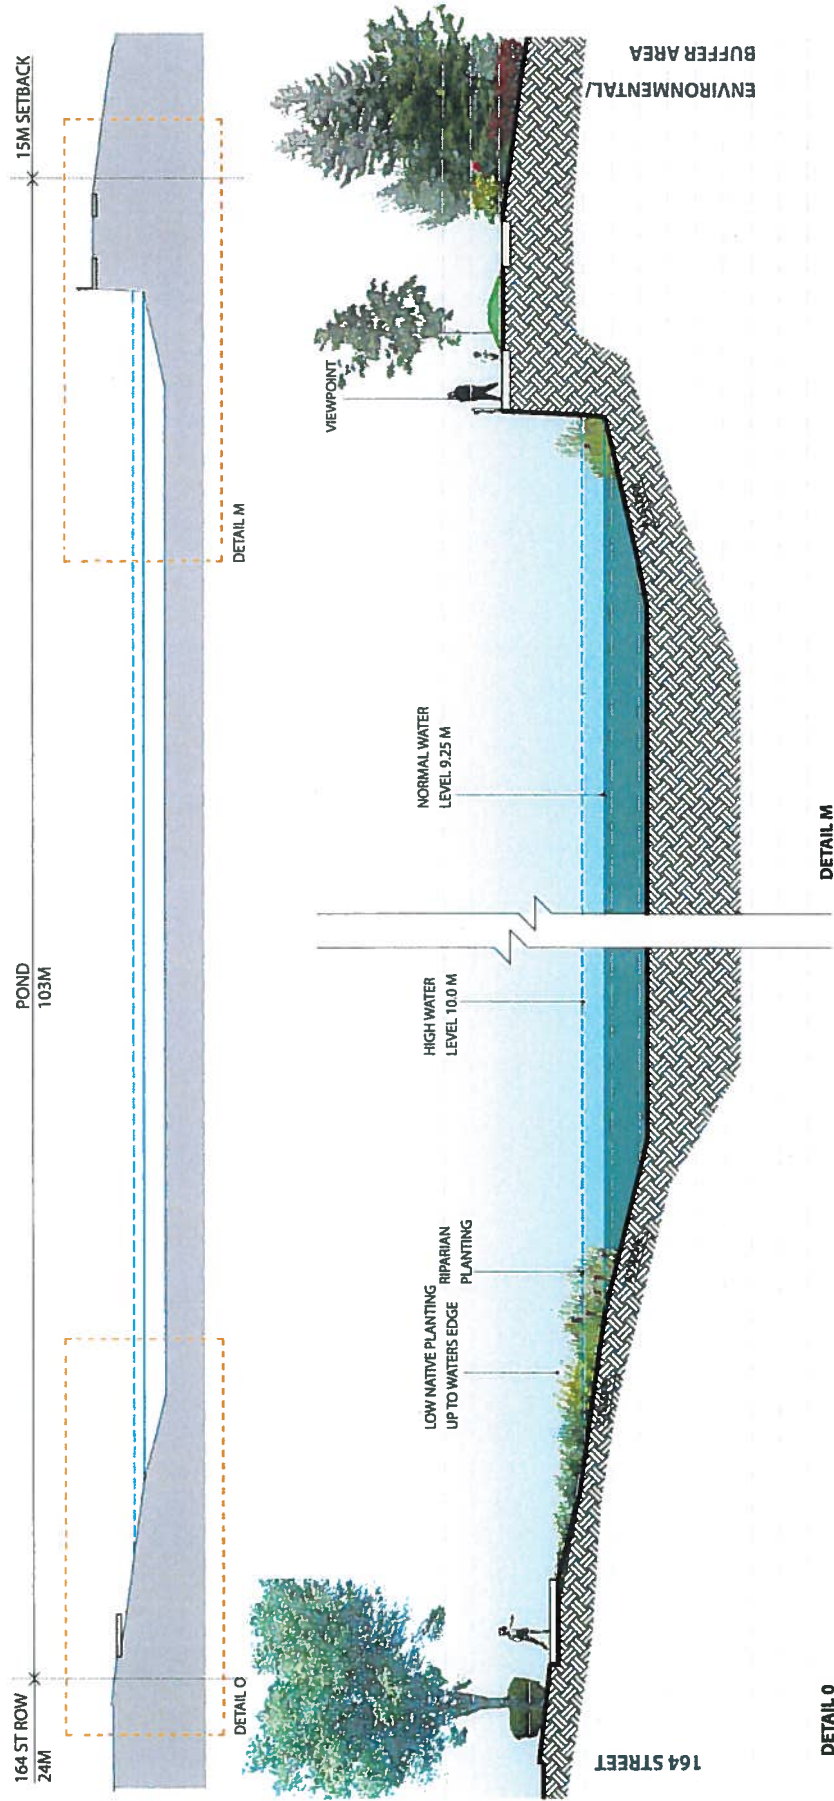 164 ST ROW
24M
POND
103M
15M SETBACK
DETAIL O
DETAIL M
LOW NATIVE PLANTING
UP TO WATERS EDGE
RIPARIAN
PLANTING
HIGH WATER
LEVEL 10.0 M
NORMAL WATER
LEVEL 9.25 M
VIEWPOINT
164 STREET
ENVIRONMENTAL/
BUFFER AREA
DETAIL O
DETAIL M